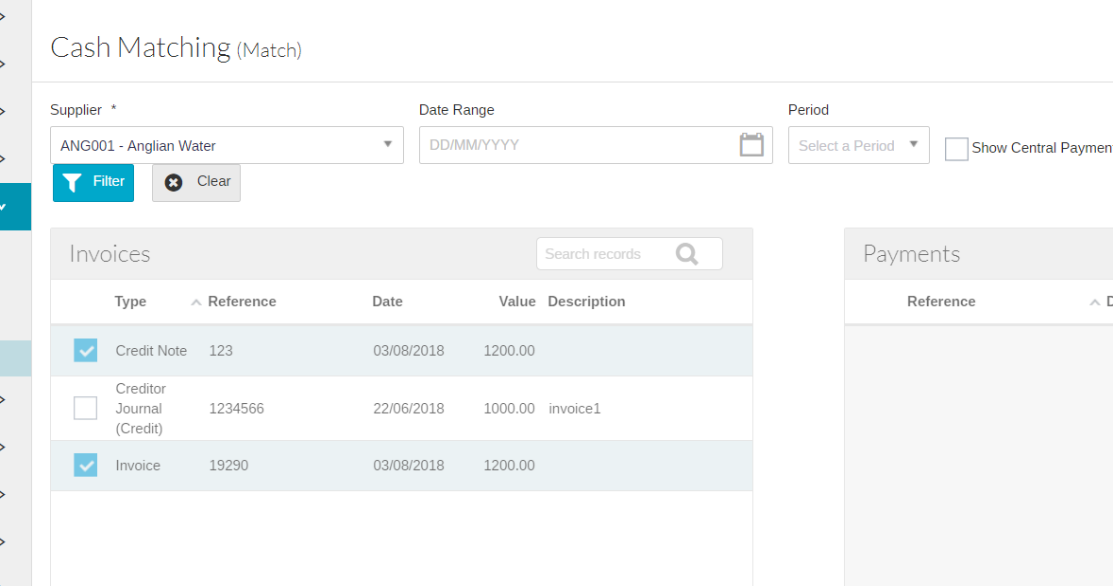 Cash Matching (Match)
Supplier * Date Range Period
ANG001 - Anglian Water DD/MM/YYYY Select a Period Show Central Paymen
Filter Clear
Invoices Search records Payments
Type Reference Date Value Description Reference D
Credit Note 123 03/08/2018 1200.00
Creditor
Journal 1234566 22/06/2018 1000.00 invoice1
(Credit)
Invoice 19290 03/08/2018 1200.00